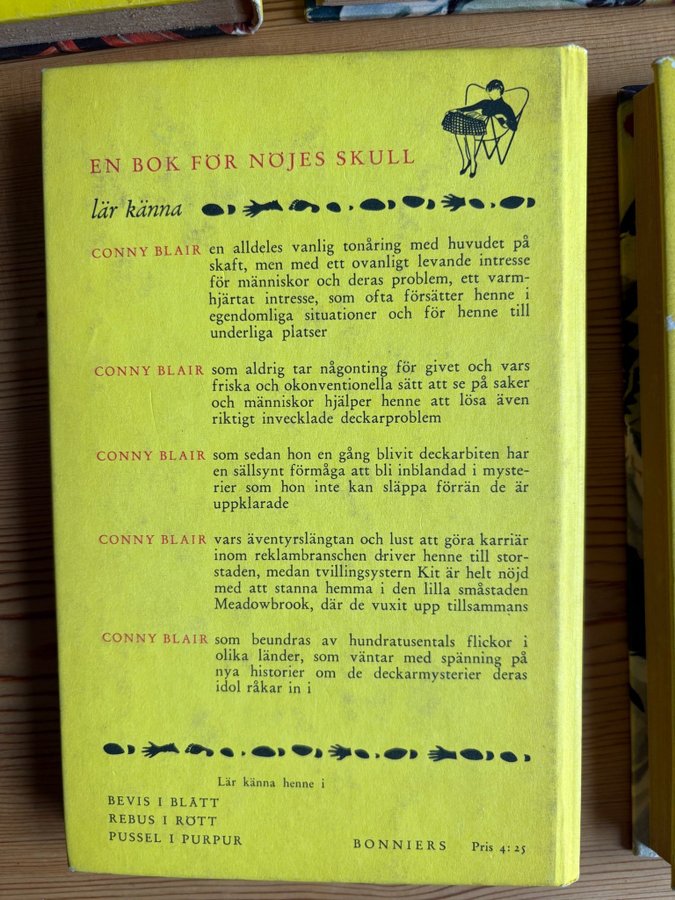 EN BOK FÖR NÖJES SKULL
lär känna
CONNY BLAIR en alldeles vanlig tonåring med huvudet på
skaft, men med ett ovanligt levande intresse
för människor och deras problem, ett varm-
hjärtat intresse, som ofta försätter henne i
egendomliga situationer och för henne till
underliga platser
CONNY BLAIR som aldrig tar någonting för givet och vars
friska och okonventionella sätt att se på saker
och människor hjälper henne att lösa även
riktigt invecklade deckarproblem
CONNY BLAIR som sedan hon en gång blivit deckarbiten har
en sällsynt förmåga att bli inblandad i myste-
rier som hon inte kan släppa förrän de är
uppklarade
CONNY BLAIR vars äventyrslängtan och lust att göra karriär
inom reklambranschen driver henne till stor-
staden, medan tvillingsystern Kit är helt nöjd
med att stanna hemma i den lilla småstaden
Meadowbrook, där de vuxit upp tillsammans
CONNY BLAIR som beundras av hundratusentals flickor i
olika länder, som väntar med spänning på
nya historier om de deckarmysterier deras
idol råkar in i
Lär känna henne i
BEVIS I BLÅTT
REBUS I RÖTT
PUSSEL I PURPUR
BONNIERS Pris 4:25